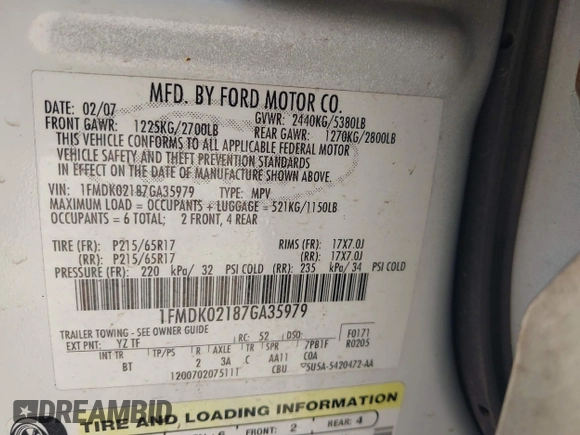 MFD. BY FORD MOTOR CO.
DATE: 02/07 GVWR: 2440KG/5380LB
FRONT GAWR: 1225KG/2700LB REAR GAWR: 1270KG/2800LB
THIS VEHICLE CONFORMS TO ALL APPLICABLE FEDERAL MOTOR
VEHICLE SAFETY AND THEFT PREVENTION STANDARDS
IN EFFECT ON THE DATE OF MANUFACTURE SHOWN ABOVE.
VIN: 1FMDK02187GA35979 TYPE: MPV
MAXIMUM LOAD = OCCUPANTS + LUGGAGE = 521KG/1150LB
OCCUPANTS = 6 TOTAL; 2 FRONT, 4 REAR
TIRE (FR): P215/65R17 RIMS (FR): 17X7.0J
(RR): P215/65R17 (RR): 17X7.0J
PRESSURE (FR): 220 kPa/ 32 PSI COLD (RR): 235 kPa/ 34 PSI COLD
1FMDK02187GA35979
TRAILER TOWING - SEE OWNER GUIDE F0171
EXT PNT: YZ TF RC: 52 DSO: R0205
INT TR TP/PS R AXLE TR SPR 7PB1F
BT 2 3A C AA11 COA
1200702075111 CBU 5U5A-5420472-AA
TIRE AND LOADING INFORMATION
6 FRONT: 2 REAR: 4
DREAMBID